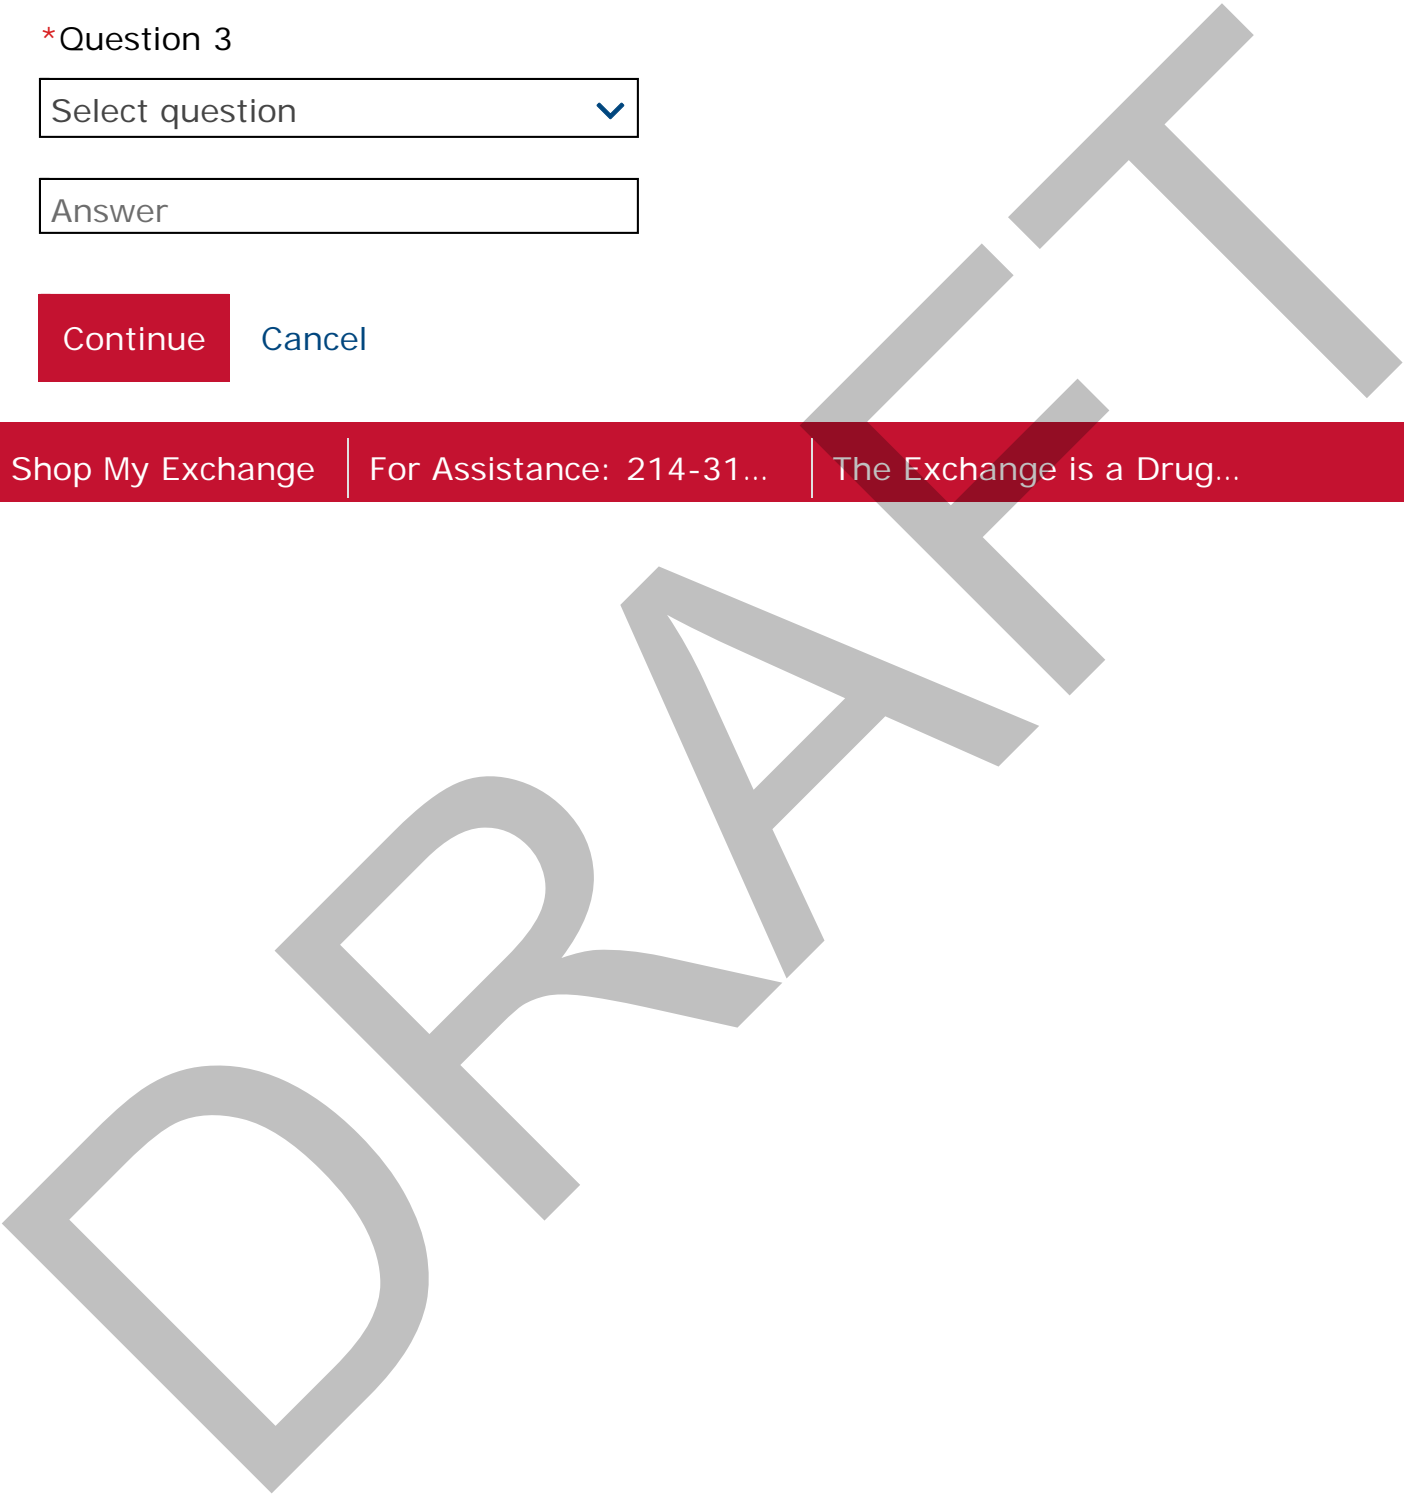 *Question 3
Select question
Answer
Continue Cancel
Shop My Exchange For Assistance: 214-31... The Exchange is a Drug...
DRAFT